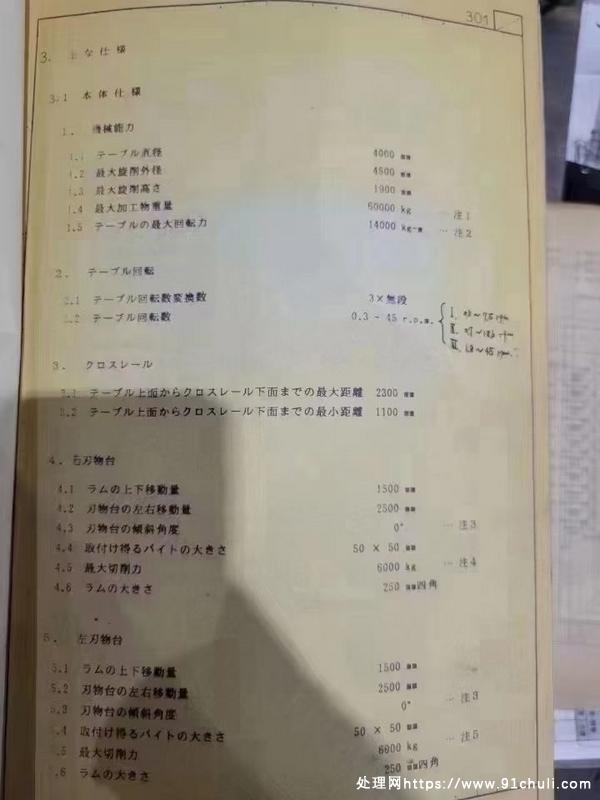 301
3. 主な仕様
3.1 本体仕様
1. 機械能力
1.1 テーブル直径 4000 mm
1.2 最大旋削外径 4800 mm
1.3 最大旋削高さ 1900 mm
1.4 最大加工物重量 60000 kg … 注1
1.5 テーブルの最大回転力 14000 kg-m … 注2
2. テーブル回転
2.1 テーブル回転数変換数 3×無段
2.2 テーブル回転数 0.3 ~ 45 r.p.m.
I.
II.
III.
3. クロスレール
3.1 テーブル上面からクロスレール下面までの最大距離 2300 mm
3.2 テーブル上面からクロスレール下面までの最小距離 1100 mm
4. 右刃物台
4.1 ラムの上下移動量 1500 mm
4.2 刃物台の左右移動量 2500 mm
4.3 刃物台の傾斜角度 0° … 注3
4.4 取付け得るバイトの大きさ 50 × 50 mm
4.5 最大切削力 6000 kg … 注4
4.6 ラムの大きさ 250 mm四角
5. 左刃物台
5.1 ラムの上下移動量 1500 mm
5.2 刃物台の左右移動量 2500 mm
5.3 刃物台の傾斜角度 0° … 注3
5.4 取付け得るバイトの大きさ 50 × 50 mm
.5 最大切削力 6000 kg … 注5
.6 ラムの大きさ 250 mm四角
处理网https://www.91chuli.com/